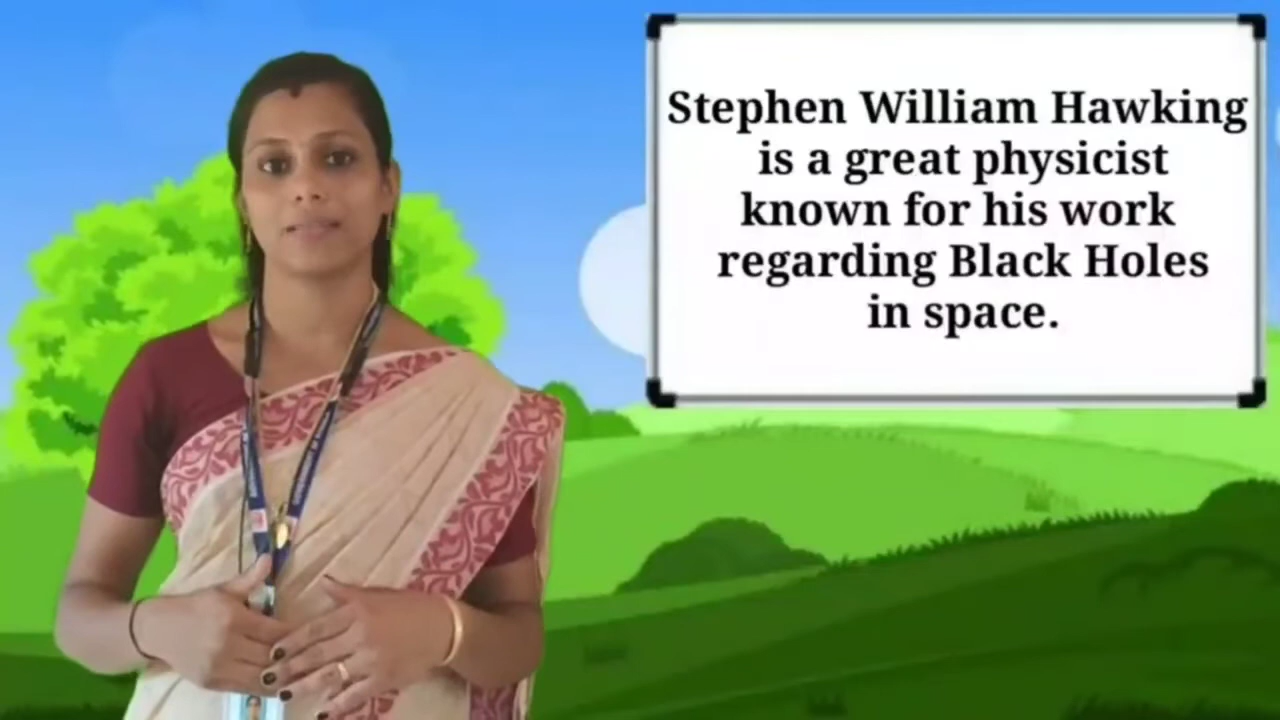 Stephen William Hawking
is a great physicist
known for his work
regarding Black Holes
in space.